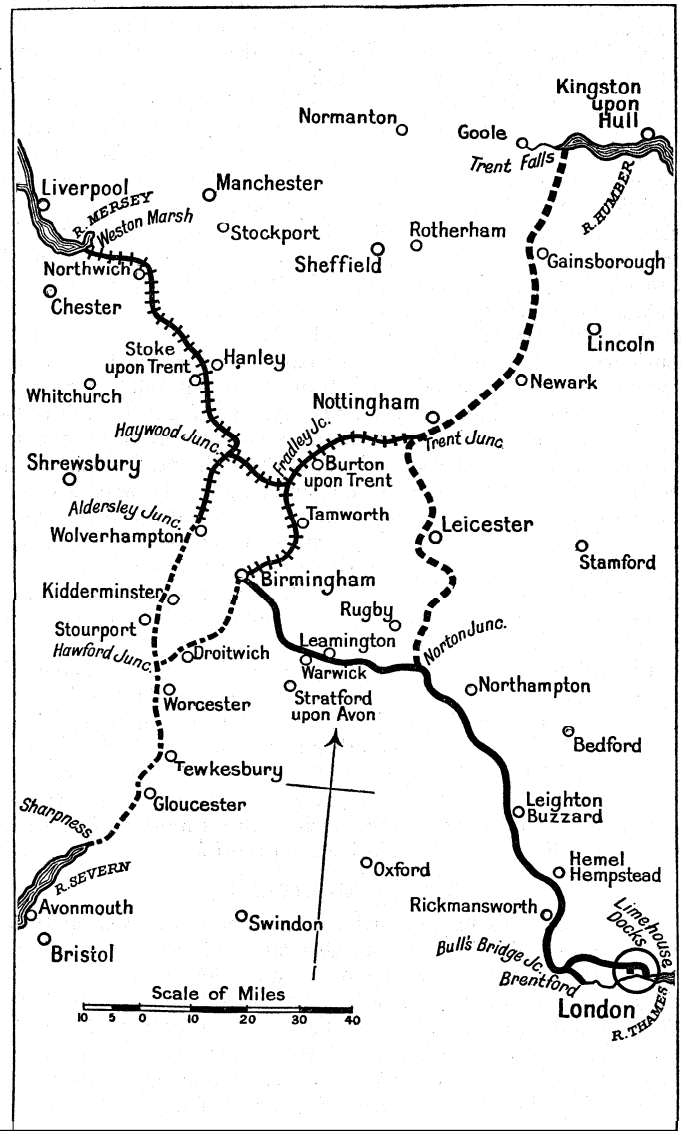 Kingston
upon
Hull
Normanton
Goole
Trent Falls
R. HUMBER
Liverpool
Manchester
R. MERSEY
Weston Marsh
Stockport
Rotherham
Sheffield
Gainsborough
Northwich
Chester
Lincoln
Stoke
upon Trent
Hanley
Whitchurch
Newark
Nottingham
Haywood Junc.
Fradley Jc.
Trent Junc.
Shrewsbury
Burton
upon Trent
Aldersley Junc.
Tamworth
Wolverhampton
Leicester
Stamford
Birmingham
Kidderminster
Rugby
Stourport
Leamington
Norton Junc.
Hawford Junc.
Droitwich
Warwick
Worcester
Stratford
upon Avon
Northampton
Bedford
Tewkesbury
Gloucester
Leighton
Buzzard
Sharpness
Oxford
Hemel
Hempstead
R. SEVERN
Avonmouth
Swindon
Rickmansworth
Limehouse
Docks
Bristol
Bull's Bridge Jc.
Brentford
London
R. THAMES
Scale of Miles
10 5 0 10 20 30 40